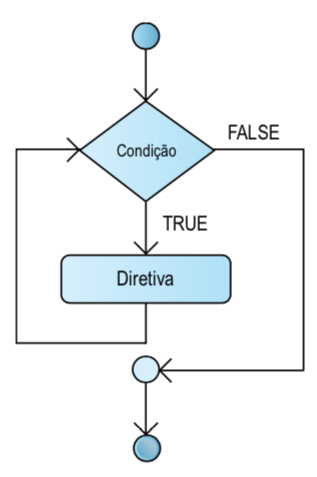 Condição
FALSE
TRUE
Diretiva